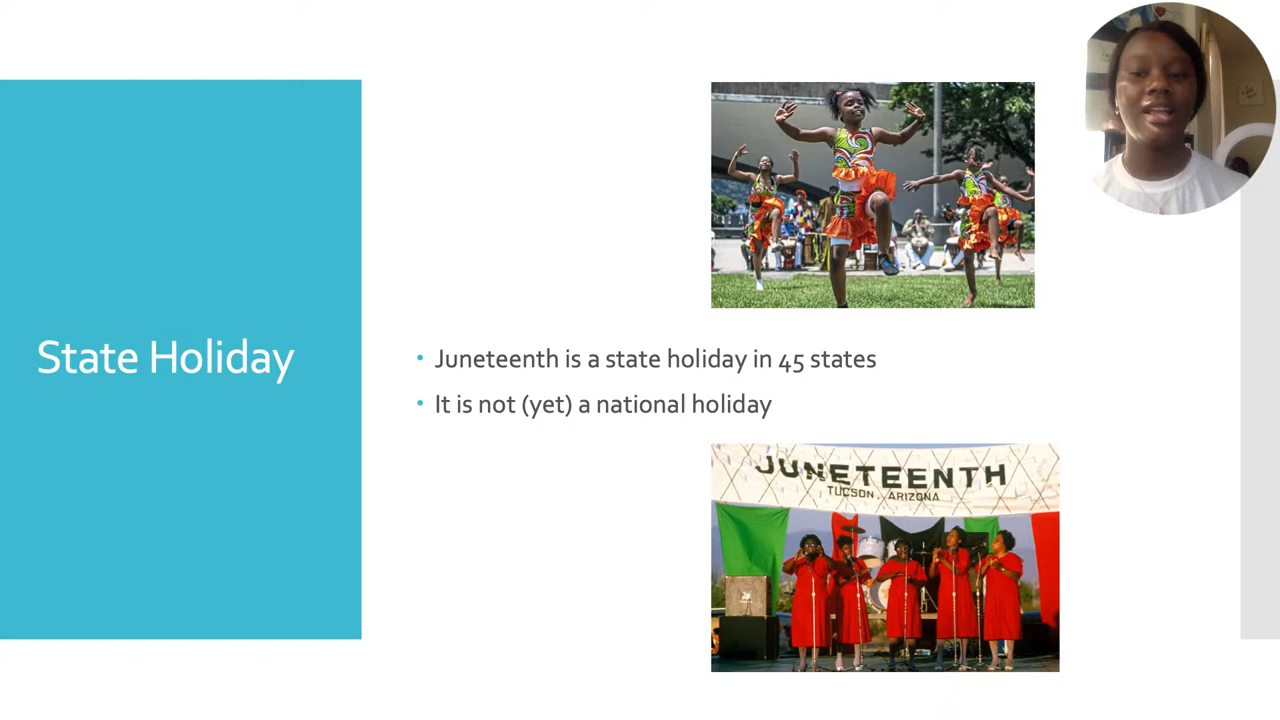 State Holiday
Juneteenth is a state holiday in 45 states
It is not (yet) a national holiday
JUNETEENTH
TUCSON, ARIZONA